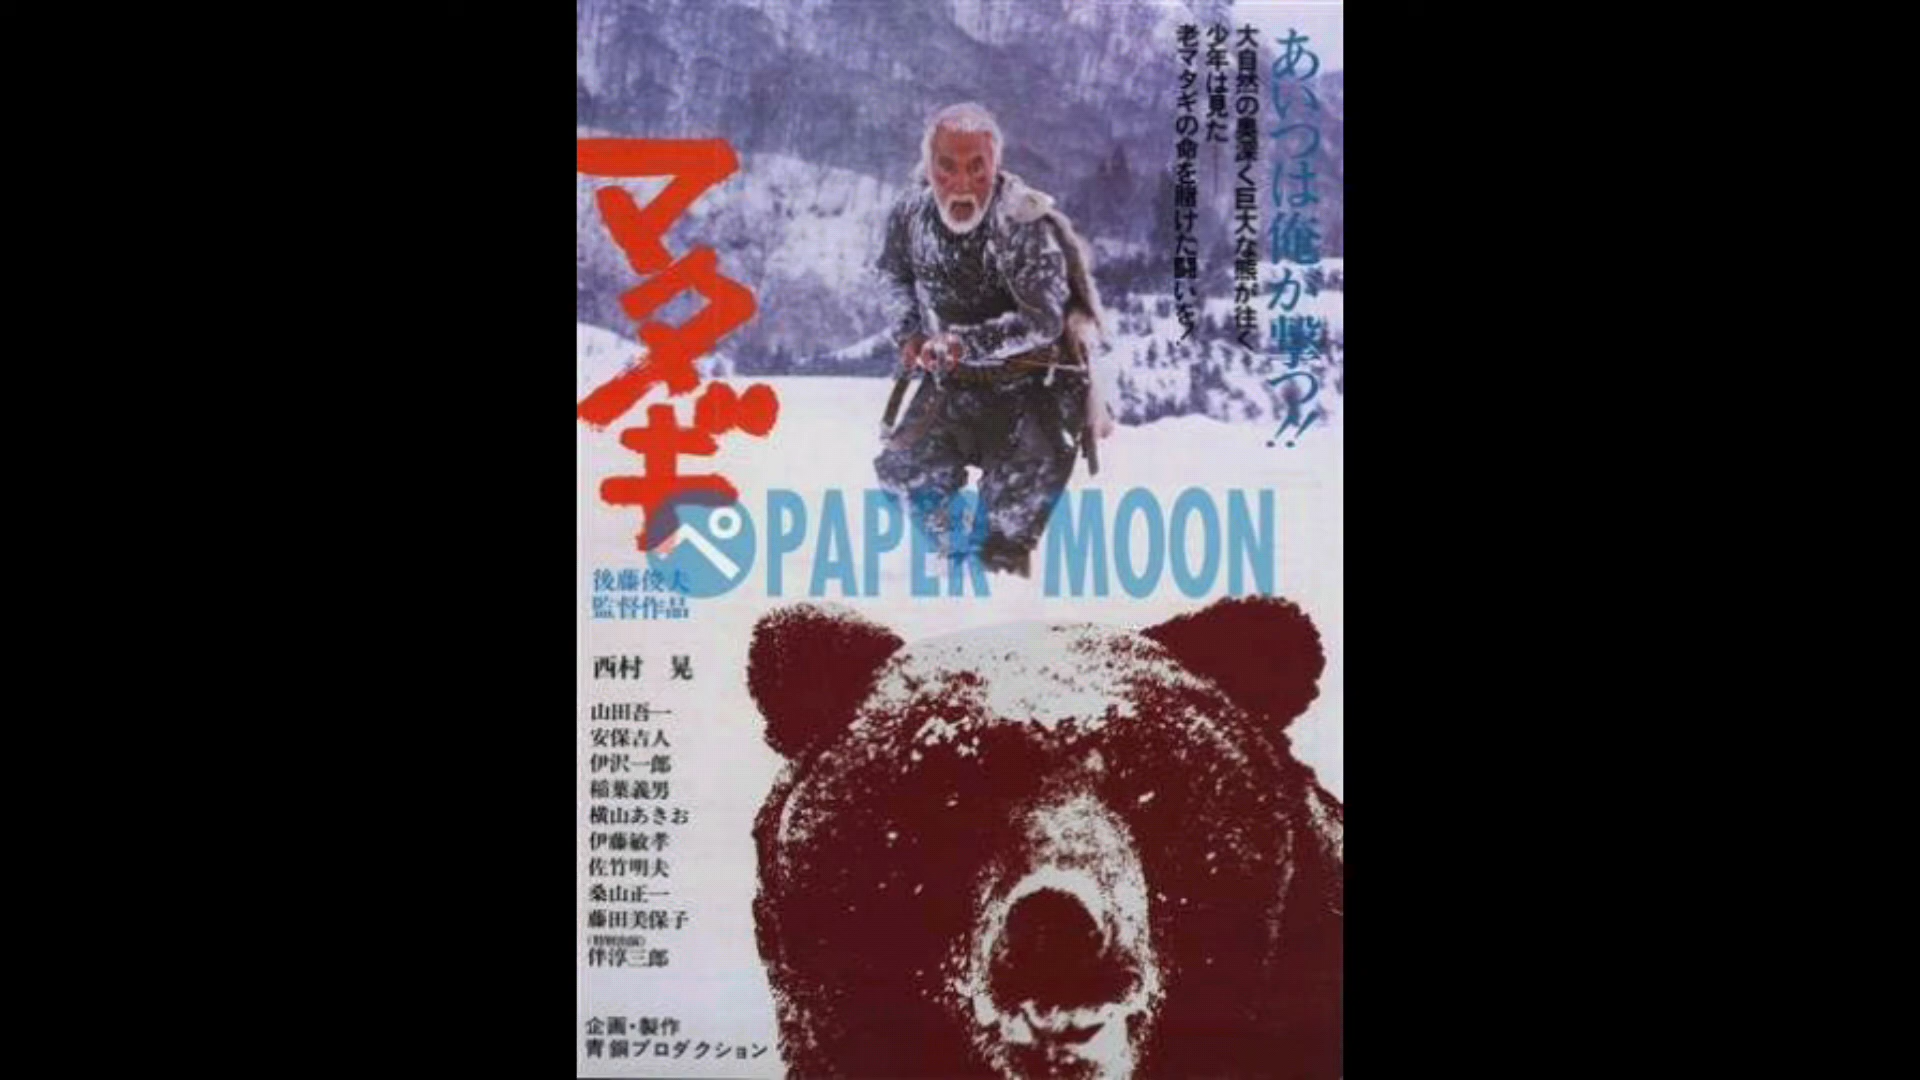 あいつは俺が撃つ!!
大自然の奥深く巨大な熊が往く
少年は見た
老マタギの命を賭けた闘いを!
マタギ
ペ PAPER MOON
後藤俊夫
監督作品
西村 晃
山田吾一
安保吉人
伊沢一郎
稲葉義男
横山あきお
伊藤敏孝
佐竹明夫
桑山正一
藤田美保子
(特別出演)
伴淳三郎
企画・製作
青銅プロダクション